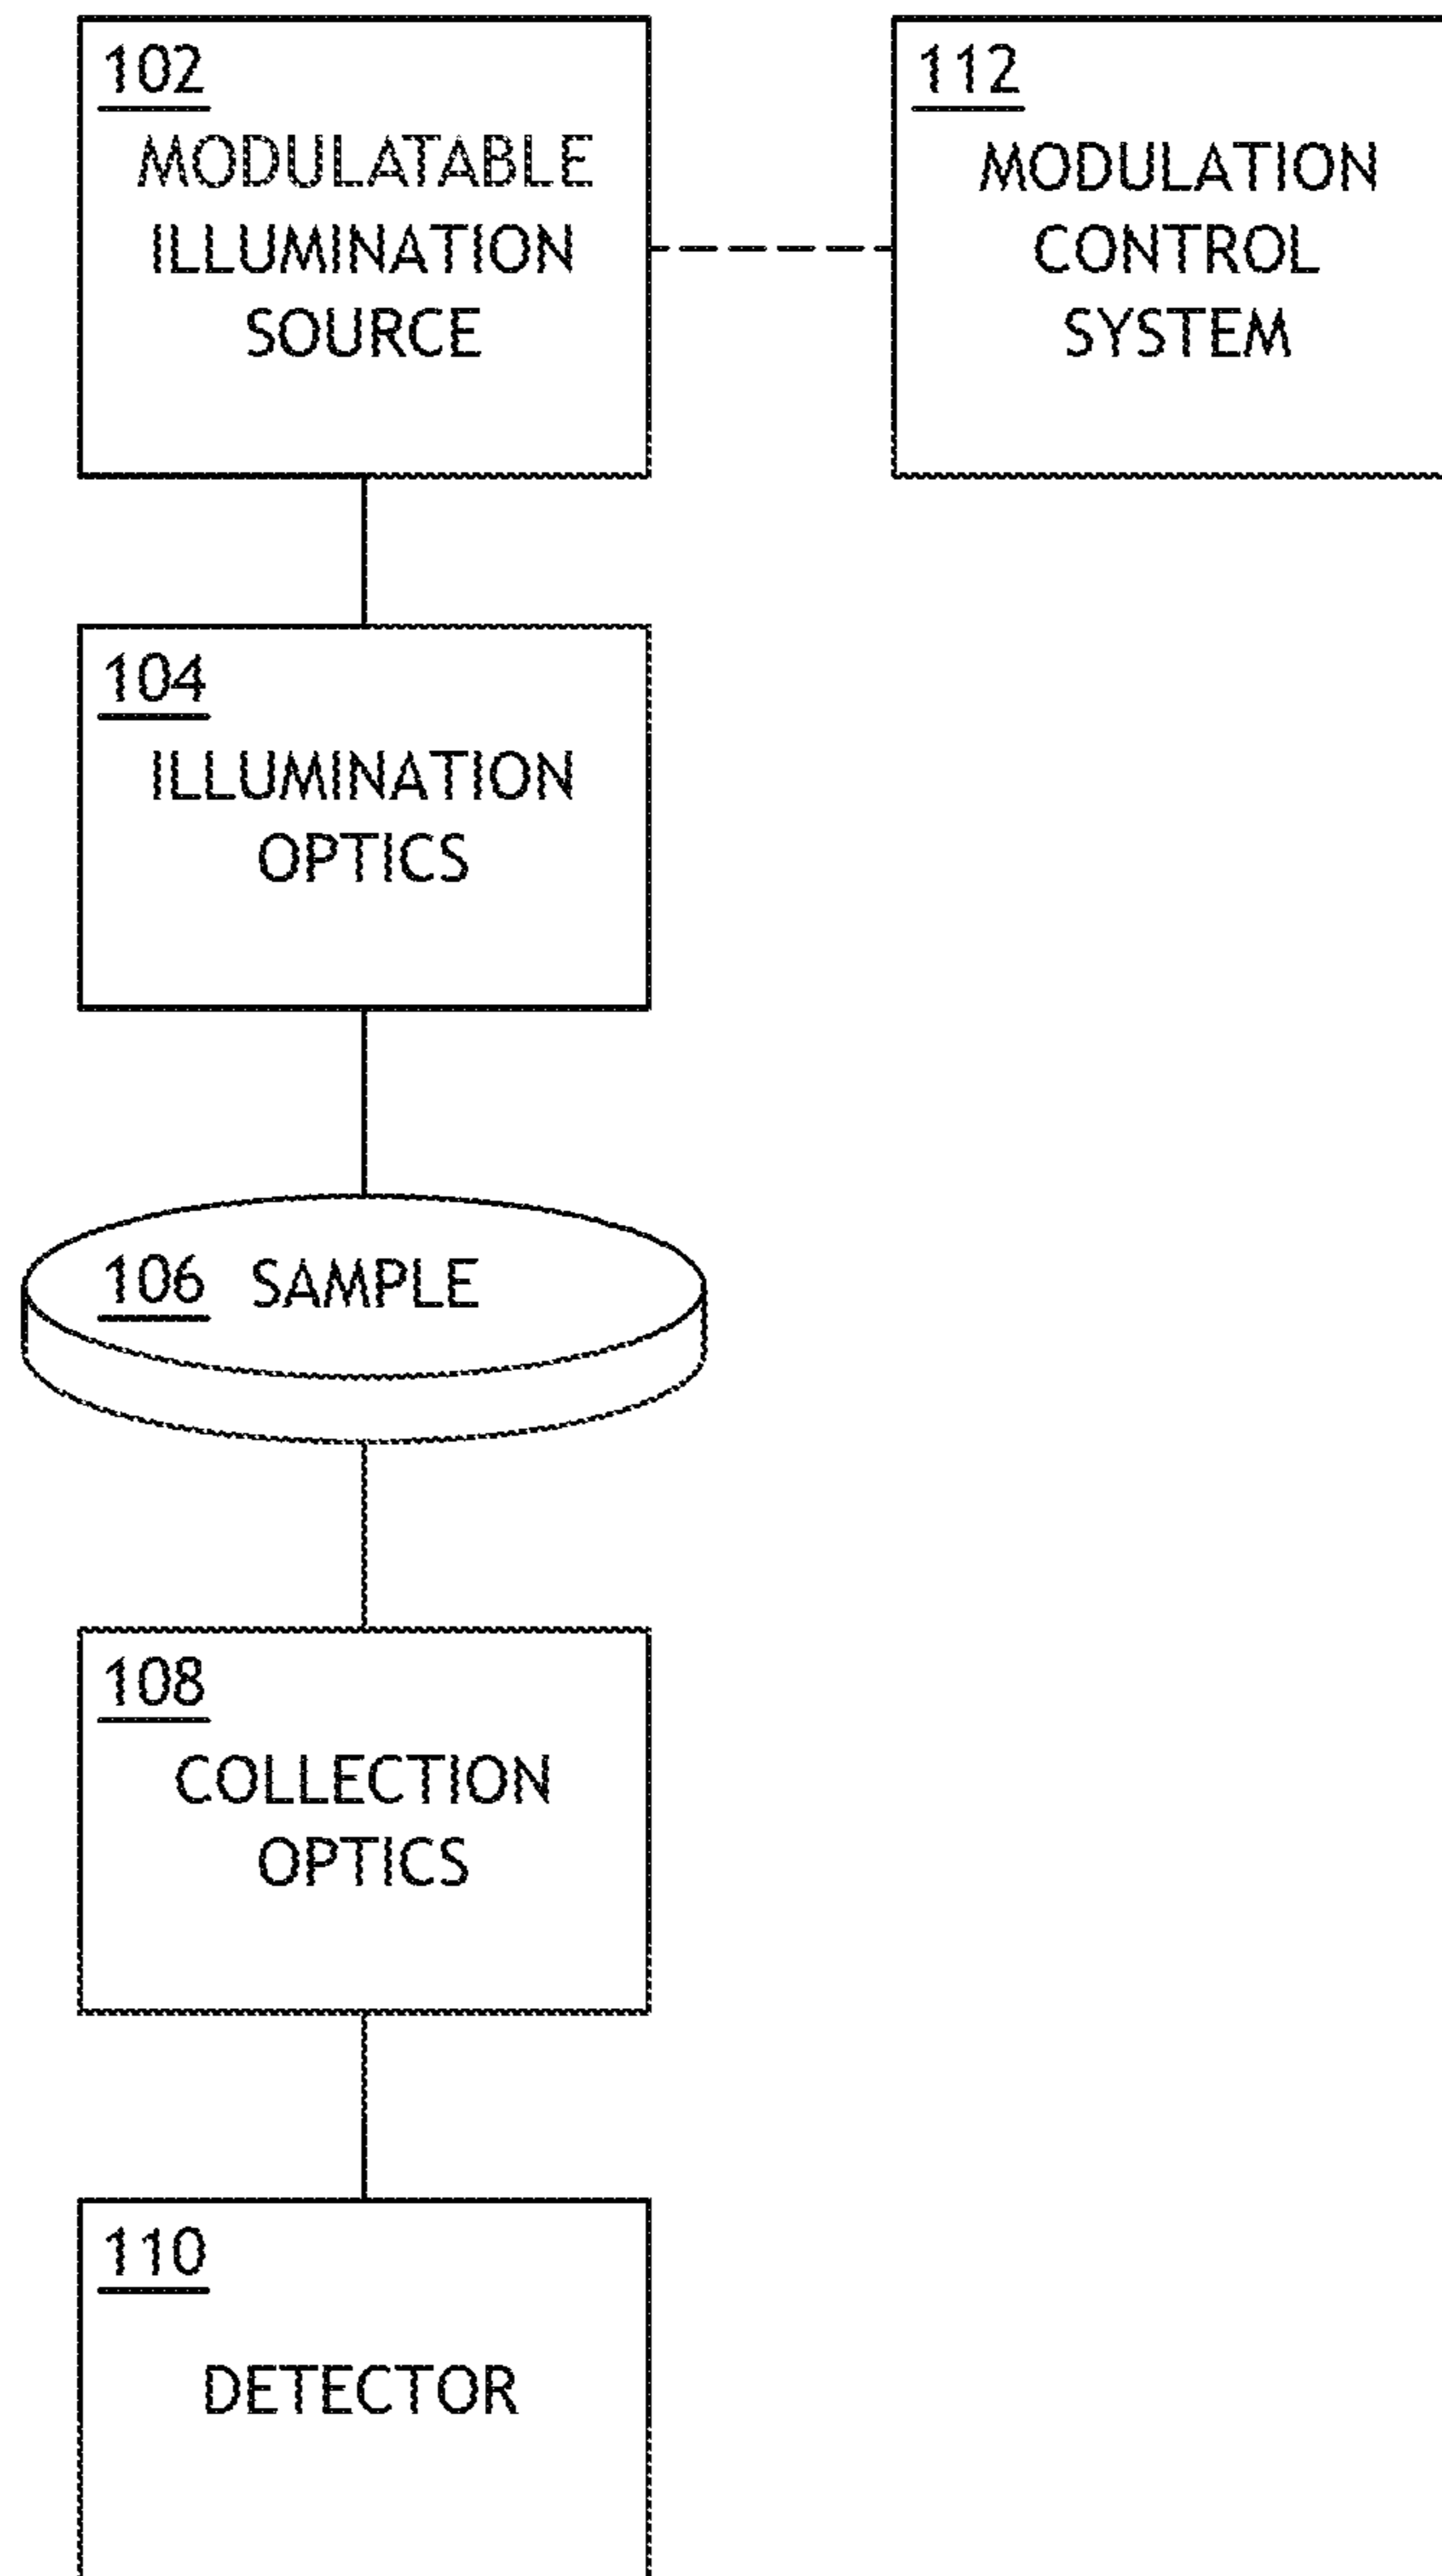 102
MODULATABLE
ILLUMINATION
SOURCE
112
MODULATION
CONTROL
SYSTEM
104
ILLUMINATION
OPTICS
106 SAMPLE
108
COLLECTION
OPTICS
110
DETECTOR